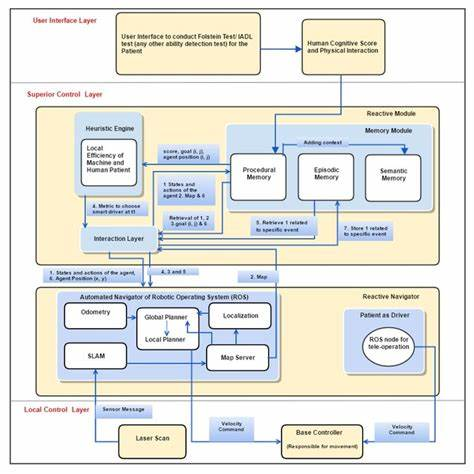 User Interface Layer
User Interface to conduct Folstein Test/ IADL
test (any other ability detection test) for the
Patient
Human Cognitive Score
and Physical Interaction
Superior Control Layer
Reactive Module
Heuristic Engine
Memory Module
Local
Efficiency of
Machine and
Human Patient
score, goal (i, j),
agent position (i, j)
Adding context
Procedural
Memory
Episodic
Memory
Semantic
Memory
1. States and
actions of the
agent
2. Map & 6
4. Metric to choose
smart driver at t1
Retrieval of 1, 2
3.goal (i, j) & 6
5. Retrieve 1 related
to specific event
7. Store 1 related
to specific event
Interaction Layer
1. States and actions of the agent,
6. Agent Position (x, y)
4, 3 and 5
2. Map
Automated Navigator of Robotic Operating System (ROS)
Reactive Navigator
Odometry
Global Planner
Local Planner
Localization
Patient as Driver
ROS node for
tele-operation
SLAM
Map Server
Local Control Layer
Sensor Message
Velocity
Command
Velocity
Command
Laser Scan
Base Controller
(Responsible for movement)